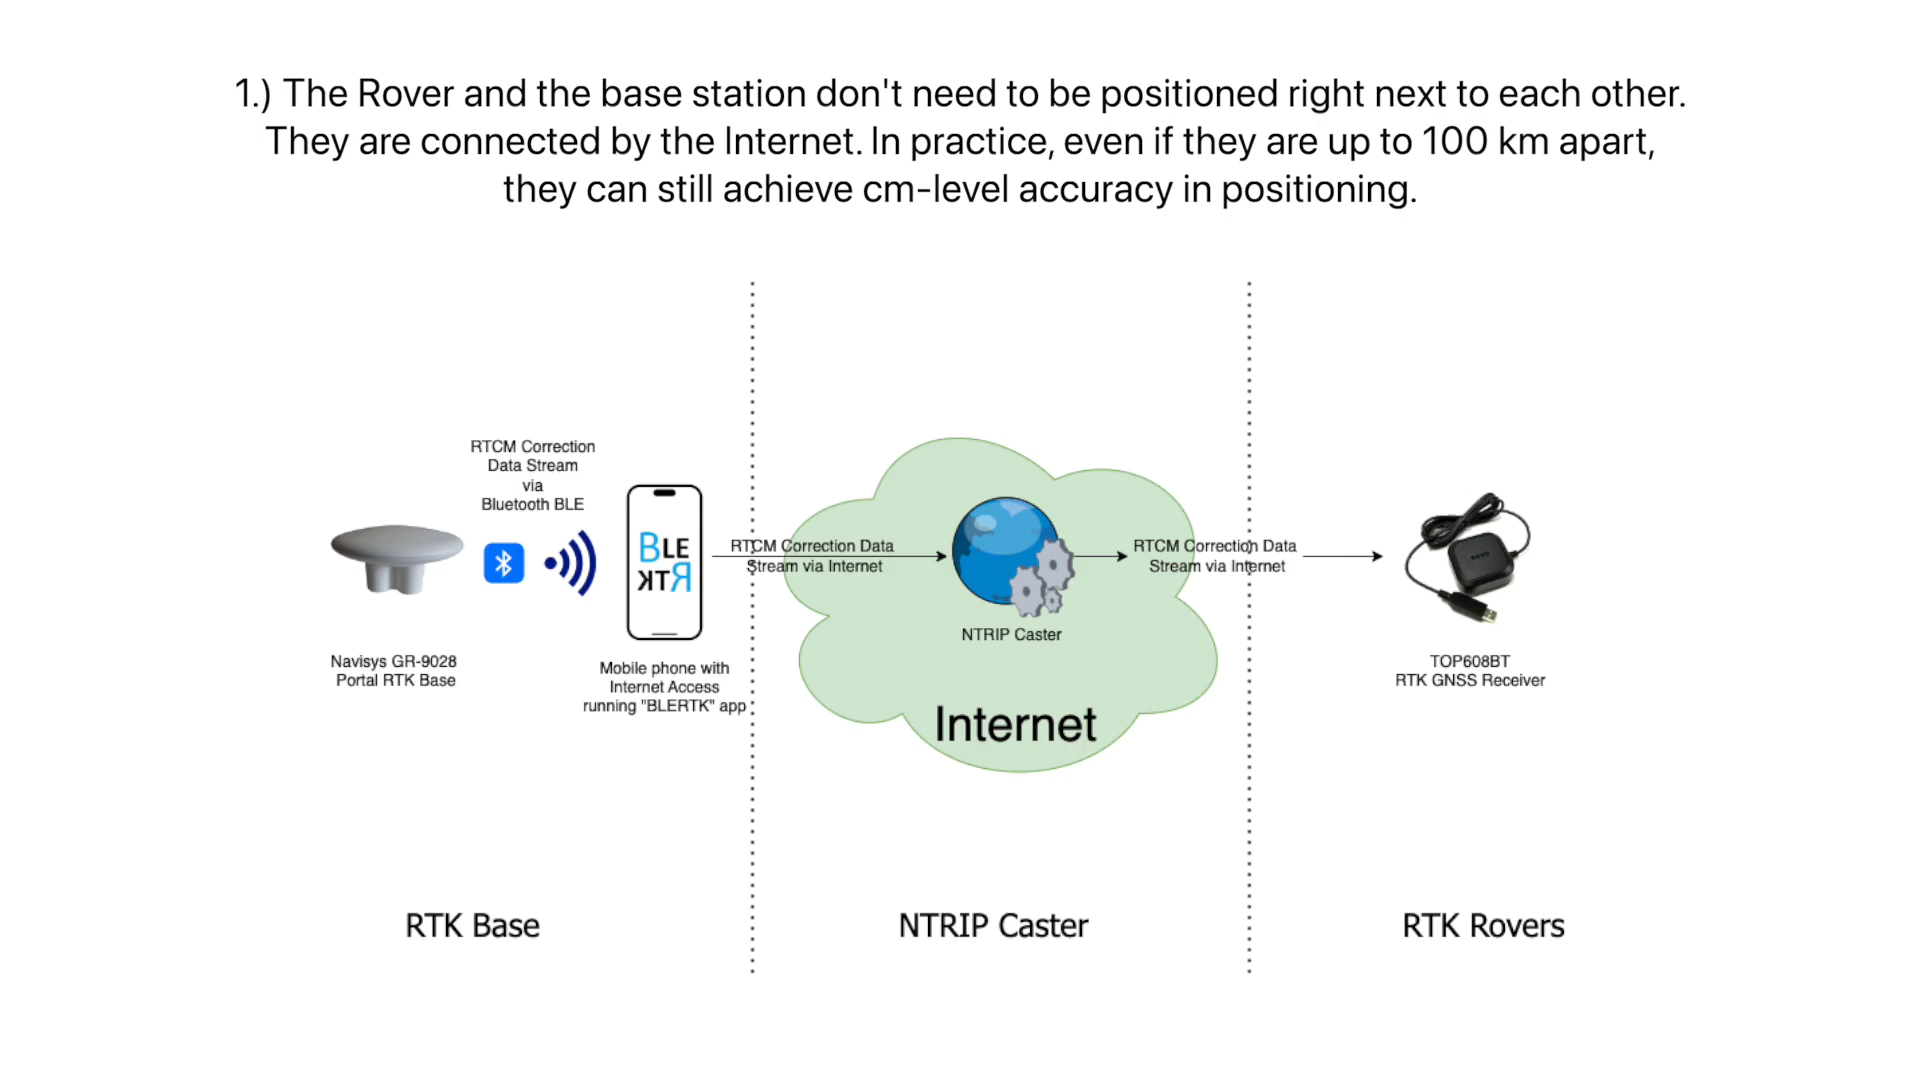 1.) The Rover and the base station don't need to be positioned right next to each other.
They are connected by the Internet. In practice, even if they are up to 100 km apart,
they can still achieve cm-level accuracy in positioning.
RTCM Correction
Data Stream
via
Bluetooth BLE
BLE
RTK
RTCM Correction Data
Stream via Internet
RTCM Correction Data
Stream via Internet
NTRIP Caster
Navisys GR-9028
Portal RTK Base
Mobile phone with
Internet Access
running "BLERTK" app
TOP608BT
RTK GNSS Receiver
Internet
RTK Base
NTRIP Caster
RTK Rovers